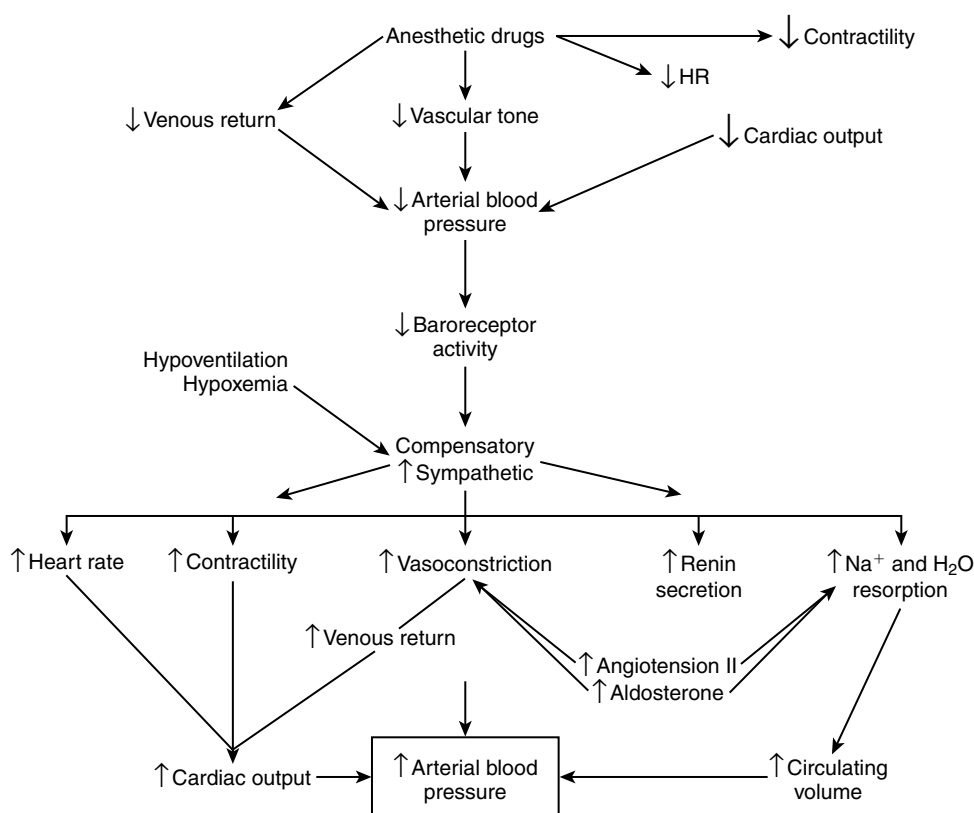 Anesthetic drugs
↓ Contractility
↓ HR
↓ Venous return
↓ Vascular tone
↓ Cardiac output
↓ Arterial blood
pressure
↓ Baroreceptor
activity
Hypoventilation
Hypoxemia
Compensatory
↑ Sympathetic
↑ Heart rate
↑ Contractility
↑ Vasoconstriction
↑ Renin
secretion
↑ Na⁺ and H₂O
resorption
↑ Venous return
↑ Angiotension II
↑ Aldosterone
↑ Cardiac output
↑ Arterial blood
pressure
↑ Circulating
volume